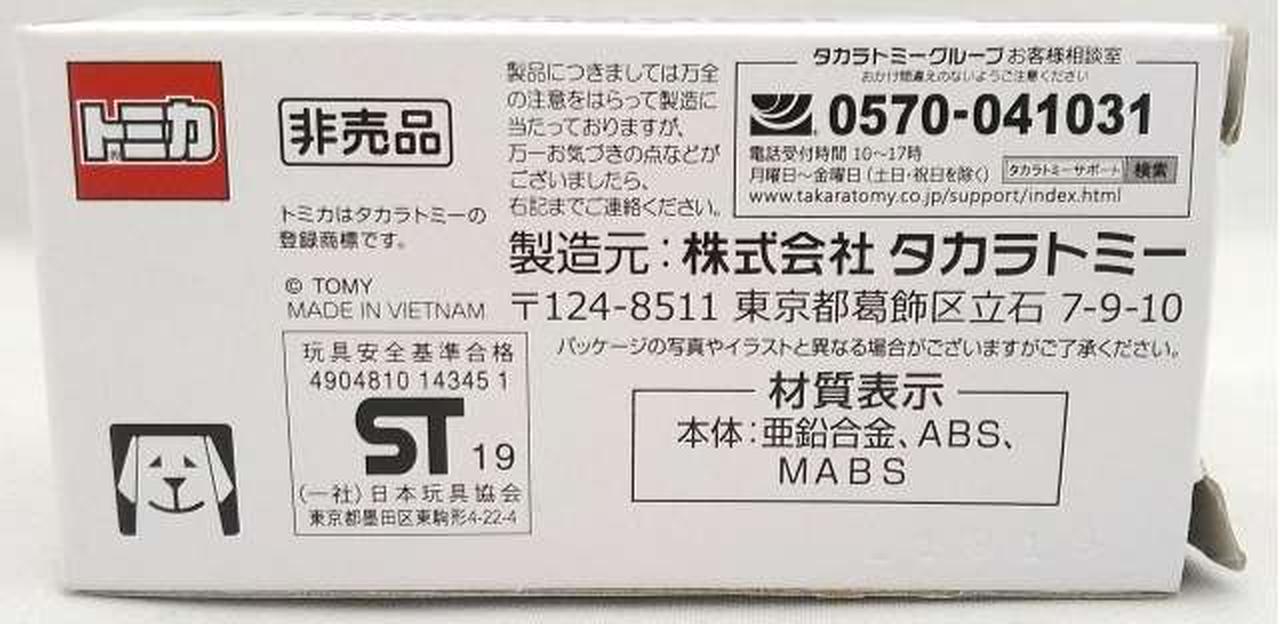 トミカ
非売品
トミカはタカラトミーの
登録商標です。
© TOMY
MADE IN VIETNAM
玩具安全基準合格
4904810 14345 1
ST 19
(一社)日本玩具協会
東京都墨田区東駒形4-22-4
製品につきましては万全
の注意をはらって製造に
当たっておりますが、
万一お気づきの点などが
ございましたら、
右記までご連絡ください。
タカラトミーグループお客様相談室
おかけ間違えのないようご注意ください
0570-041031
電話受付時間 10～17時
月曜日～金曜日(土日・祝日を除く)
タカラトミーサポート 検索
www.takaratomy.co.jp/support/index.html
製造元:株式会社 タカラトミー
〒124-8511 東京都葛飾区立石 7-9-10
パッケージの写真やイラストと異なる場合がございますがご了承ください。
材質表示
本体:亜鉛合金、ABS、
MABS